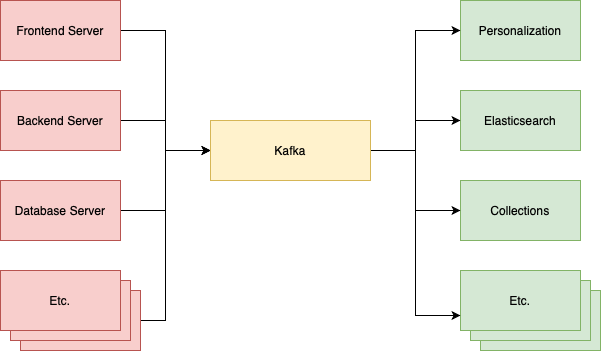 Frontend Server
Personalization
Backend Server
Elasticsearch
Kafka
Database Server
Collections
Etc.
Etc.